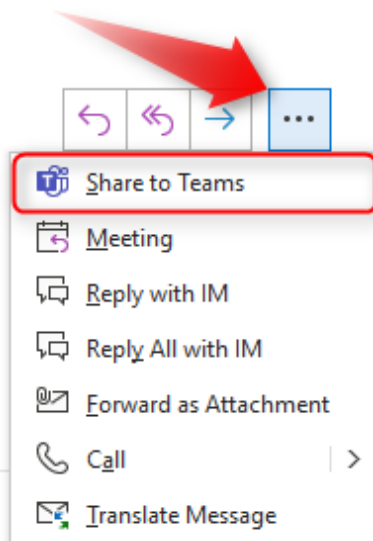 Share to Teams
Meeting
Reply with IM
Reply All with IM
Forward as Attachment
Call
Translate Message